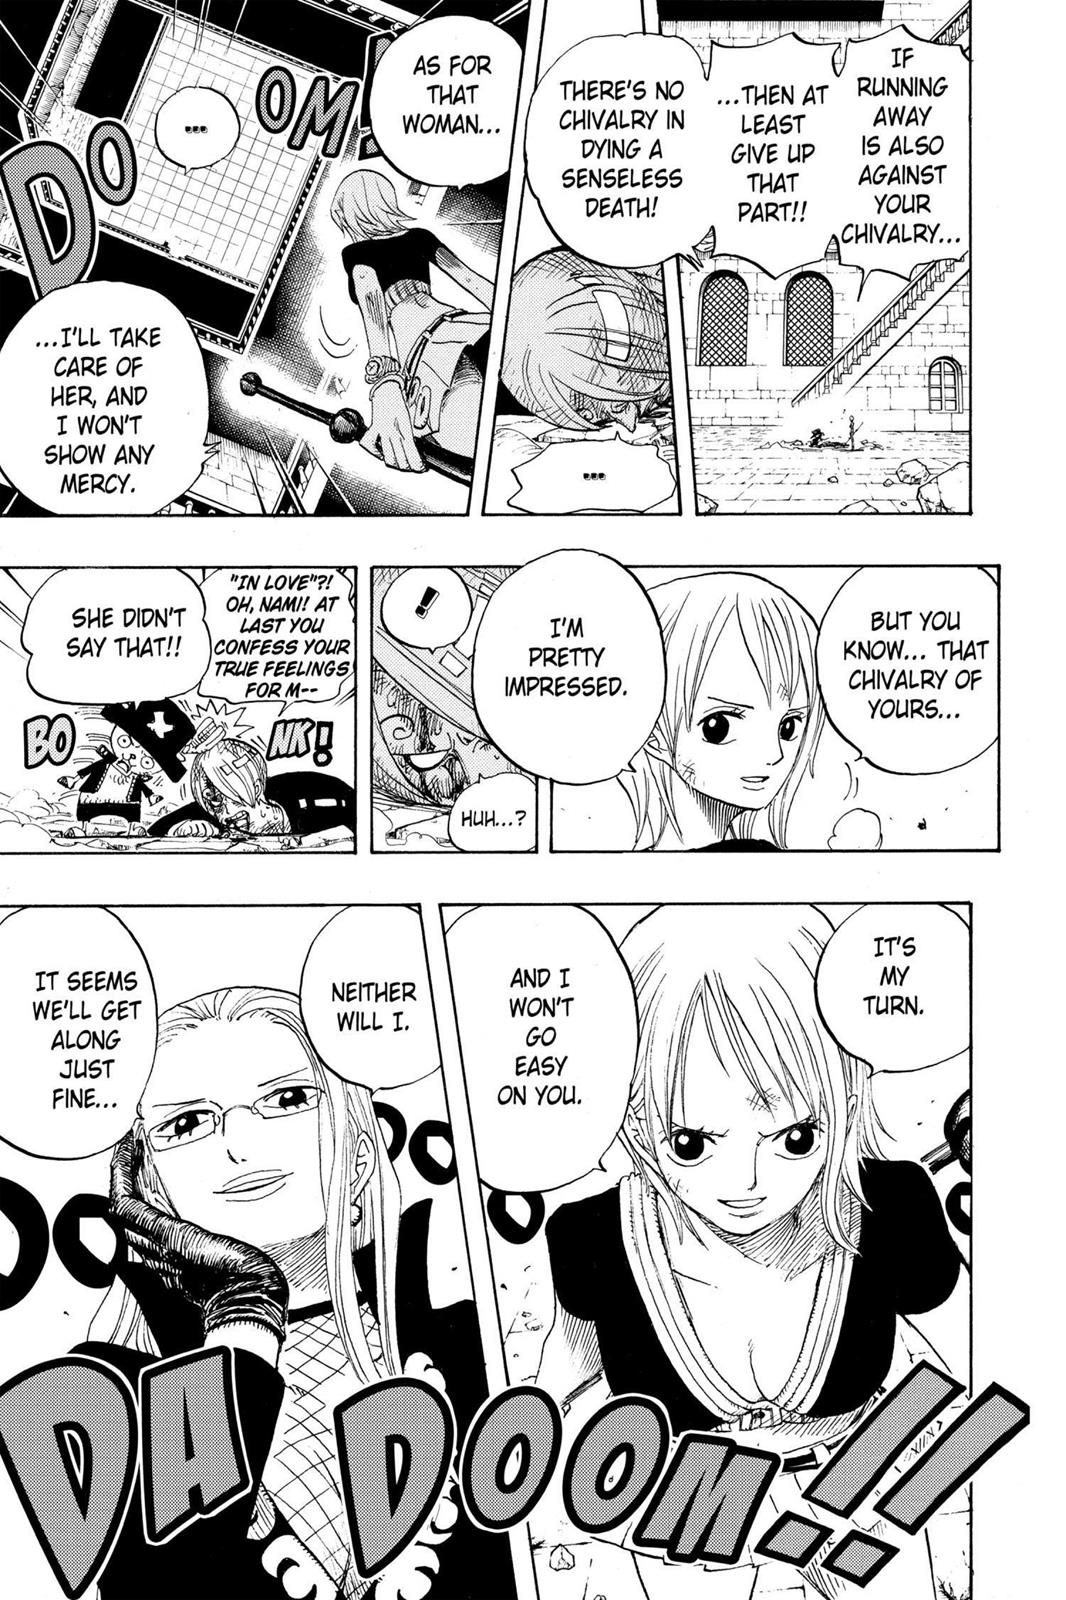 IF
RUNNING
AWAY
IS ALSO
AGAINST
YOUR
CHIVALRY...
...THEN AT
LEAST
GIVE UP
THAT
PART!!
THERE'S NO
CHIVALRY IN
DYING A
SENSELESS
DEATH!
...
AS FOR
THAT
WOMAN...
...
DOOM
...I'LL TAKE
CARE OF
HER, AND
I WON'T
SHOW ANY
MERCY.
BUT YOU
KNOW... THAT
CHIVALRY OF
YOURS...
I'M
PRETTY
IMPRESSED.
!
HUH...?
"IN LOVE"?!
OH, NAMI! AT
LAST YOU
CONFESS YOUR
TRUE FEELINGS
FOR M--
SHE DIDN'T
SAY THAT!!
BONK!
IT'S
MY
TURN.
AND I
WON'T
GO
EASY
ON YOU.
NEITHER
WILL I.
IT SEEMS
WE'LL GET
ALONG
JUST
FINE...
DA DOOM!!